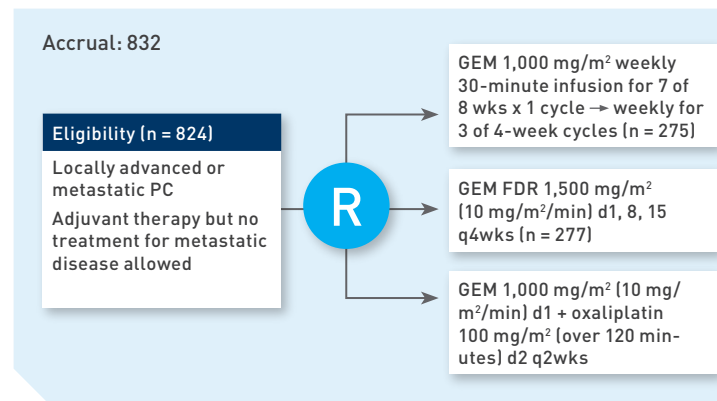 Accrual: 832
Eligibility (n = 824)
Locally advanced or
metastatic PC
Adjuvant therapy but no
treatment for metastatic
disease allowed
R
GEM 1,000 mg/m² weekly
30-minute infusion for 7 of
8 wks x 1 cycle → weekly for
3 of 4-week cycles (n = 275)
GEM FDR 1,500 mg/m²
(10 mg/m²/min) d1, 8, 15
q4wks (n = 277)
GEM 1,000 mg/m² (10 mg/
m²/min) d1 + oxaliplatin
100 mg/m² (over 120 min-
utes) d2 q2wks